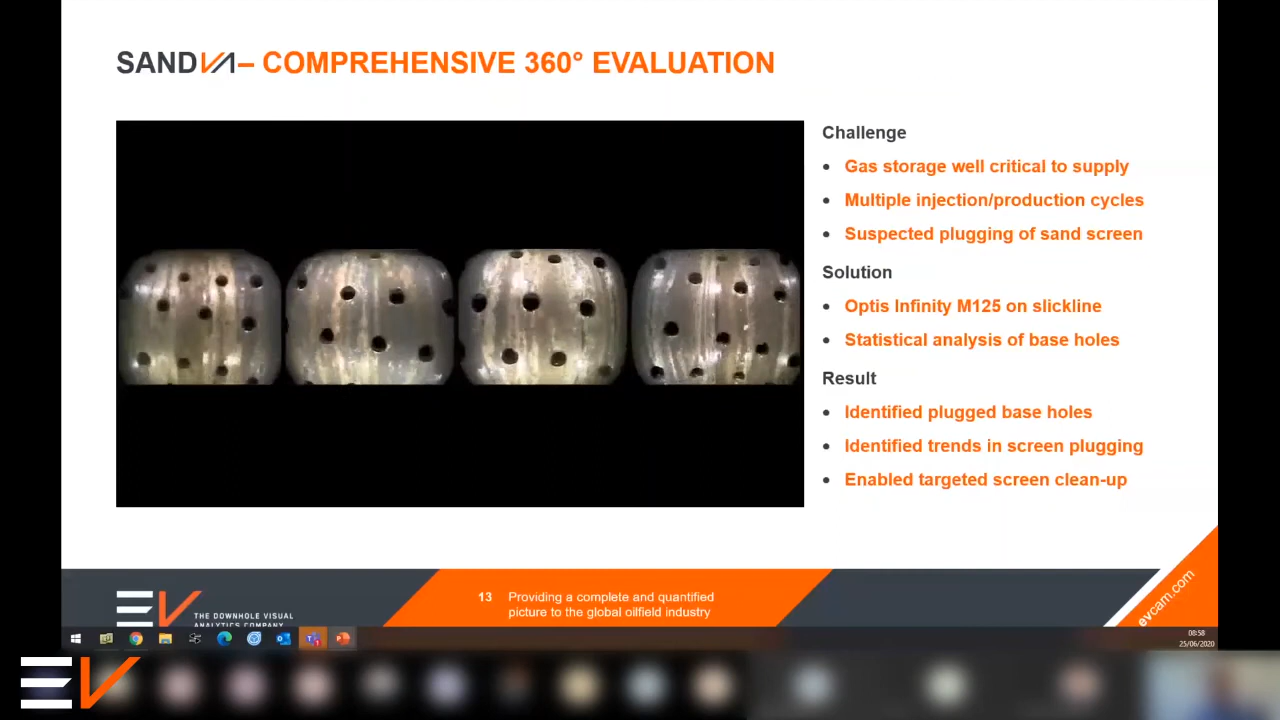 SANDVA– COMPREHENSIVE 360° EVALUATION
Challenge
• Gas storage well critical to supply
• Multiple injection/production cycles
• Suspected plugging of sand screen
Solution
• Optis Infinity M125 on slickline
• Statistical analysis of base holes
Result
• Identified plugged base holes
• Identified trends in screen plugging
• Enabled targeted screen clean-up
EV
THE DOWNHOLE VISUAL
ANALYTICS COMPANY
13
Providing a complete and quantified
picture to the global oilfield industry
evcam.com
08:58
25/06/2020
EV